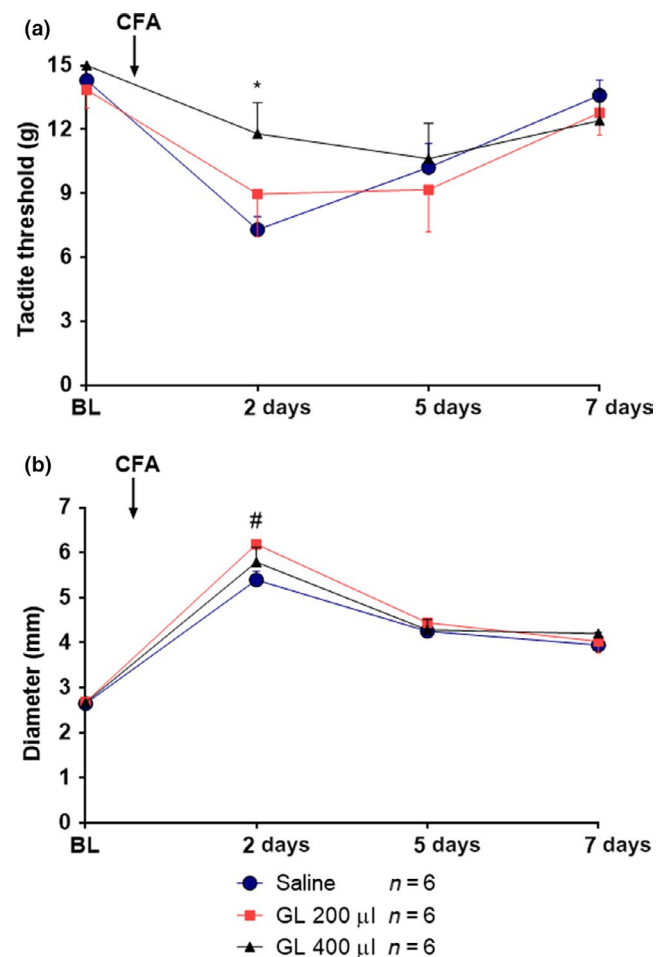 (a)
CFA
*
15
12
9
6
3
0
Tactite threshold (g)
BL 2 days 5 days 7 days
(b)
CFA
#
7
6
5
4
3
2
1
0
Diameter (mm)
BL 2 days 5 days 7 days
Saline n = 6
GL 200 μl n = 6
GL 400 μl n = 6